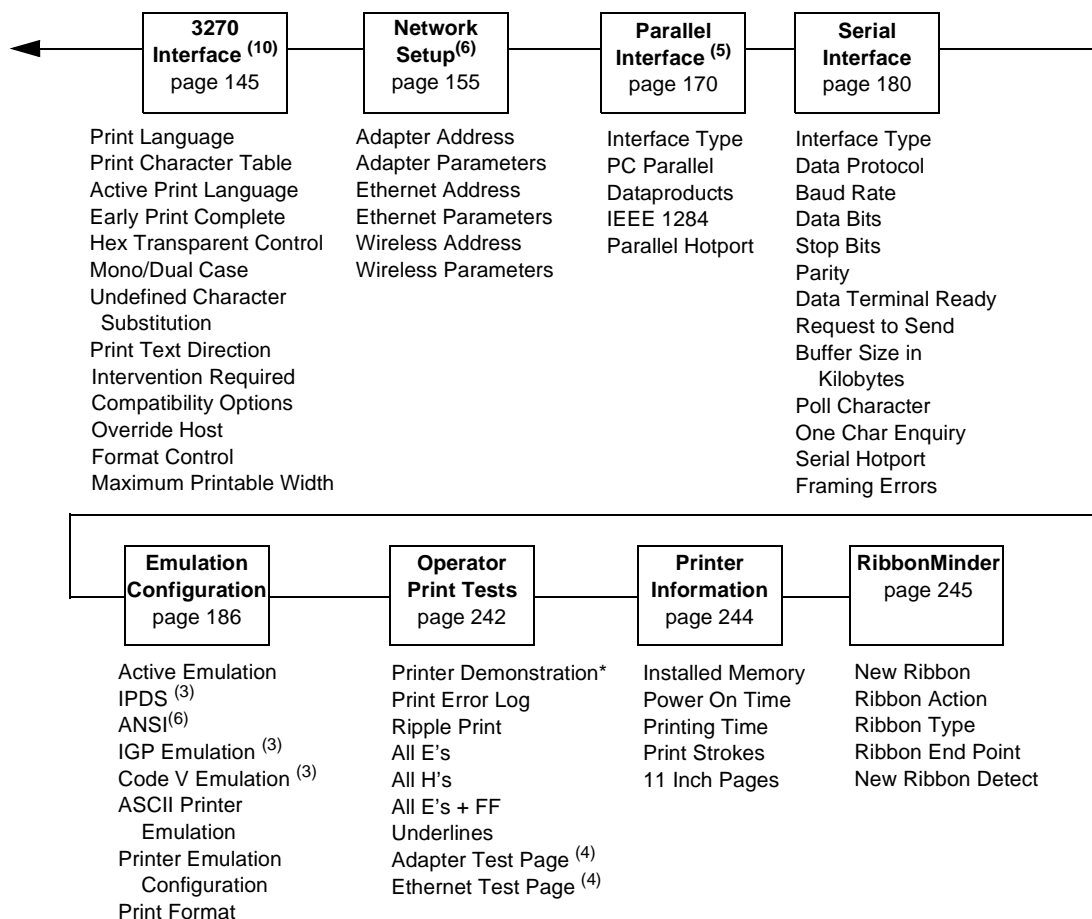 3270
Interface (10)
page 145
Print Language
Print Character Table
Active Print Language
Early Print Complete
Hex Transparent Control
Mono/Dual Case
Undefined Character
Substitution
Print Text Direction
Intervention Required
Compatibility Options
Override Host
Format Control
Maximum Printable Width
Network
Setup(6)
page 155
Adapter Address
Adapter Parameters
Ethernet Address
Ethernet Parameters
Wireless Address
Wireless Parameters
Parallel
Interface (5)
page 170
Interface Type
PC Parallel
Dataproducts
IEEE 1284
Parallel Hotport
Serial
Interface
page 180
Interface Type
Data Protocol
Baud Rate
Data Bits
Stop Bits
Parity
Data Terminal Ready
Request to Send
Buffer Size in
Kilobytes
Poll Character
One Char Enquiry
Serial Hotport
Framing Errors
Emulation
Configuration
page 186
Active Emulation
IPDS (3)
ANSI(6)
IGP Emulation (3)
Code V Emulation (3)
ASCII Printer
Emulation
Printer Emulation
Configuration
Print Format
Operator
Print Tests
page 242
Printer Demonstration*
Print Error Log
Ripple Print
All E's
All H's
All E's + FF
Underlines
Adapter Test Page (4)
Ethernet Test Page (4)
Printer
Information
page 244
Installed Memory
Power On Time
Printing Time
Print Strokes
11 Inch Pages
RibbonMinder
page 245
New Ribbon
Ribbon Action
Ribbon Type
Ribbon End Point
New Ribbon Detect